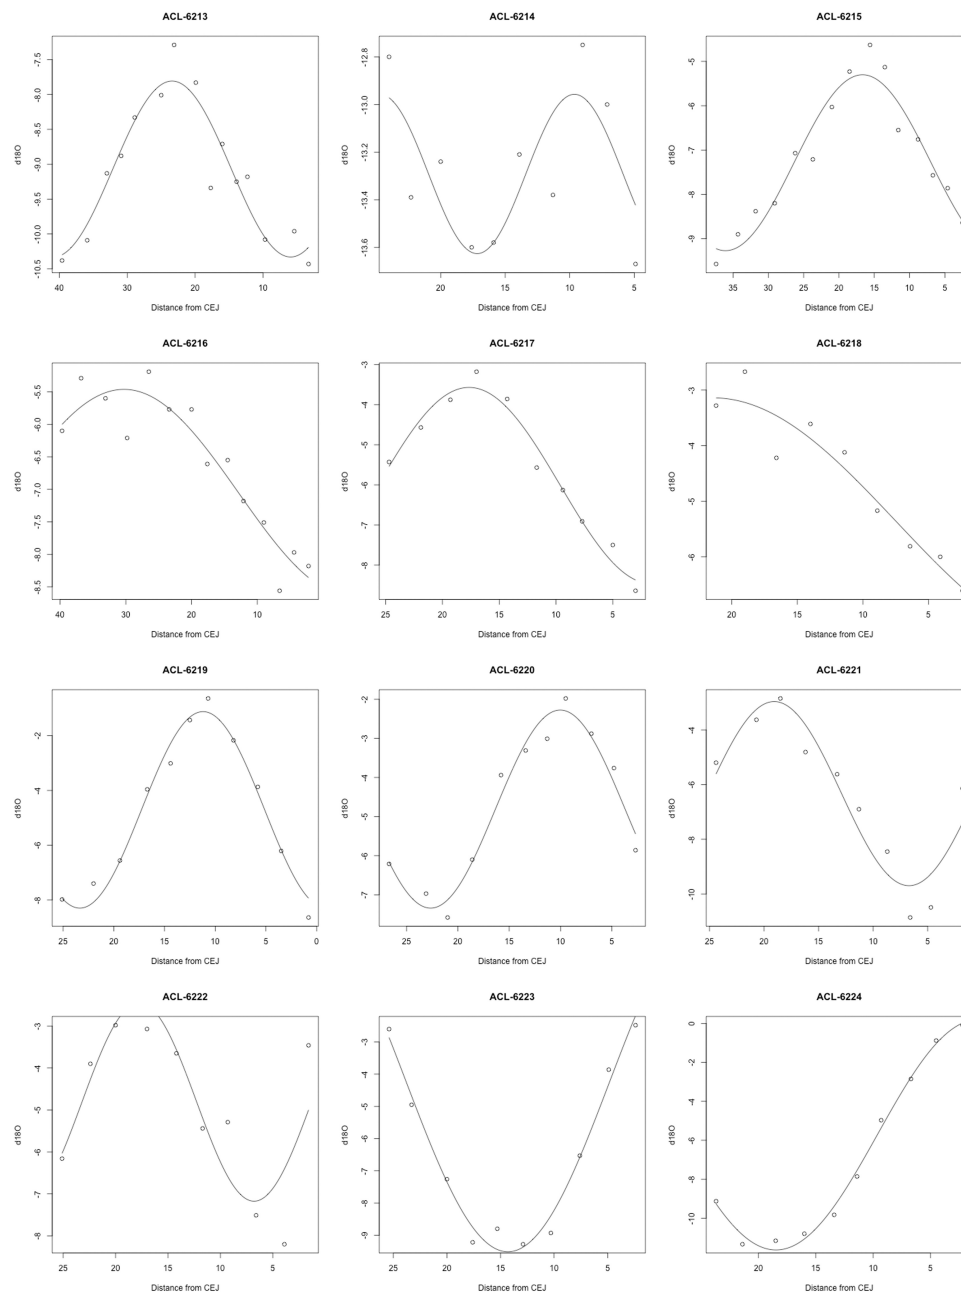 ACL-6213 ACL-6214 ACL-6215
d18O d18O d18O
-7.5 -8.0 -8.5 -9.0 -9.5 -10.0 -10.5
-12.8 -13.0 -13.2 -13.4 -13.6
-5 -6 -7 -8 -9
40 30 20 10
20 15 10 5
35 30 25 20 15 10 5
Distance from CEJ Distance from CEJ Distance from CEJ
ACL-6216 ACL-6217 ACL-6218
d18O d18O d18O
-5.5 -6.0 -6.5 -7.0 -7.5 -8.0 -8.5
-3 -4 -5 -6 -7 -8
-3 -4 -5 -6
40 30 20 10
25 20 15 10 5
20 15 10 5
Distance from CEJ Distance from CEJ Distance from CEJ
ACL-6219 ACL-6220 ACL-6221
d18O d18O d18O
-2 -4 -6 -8
-2 -3 -4 -5 -6 -7
-4 -6 -8 -10
25 20 15 10 5 0
25 20 15 10 5
25 20 15 10 5
Distance from CEJ Distance from CEJ Distance from CEJ
ACL-6222 ACL-6223 ACL-6224
d18O d18O d18O
-3 -4 -5 -6 -7 -8
-3 -4 -5 -6 -7 -8 -9
0 -2 -4 -6 -8 -10
25 20 15 10 5
25 20 15 10 5
20 15 10 5
Distance from CEJ Distance from CEJ Distance from CEJ